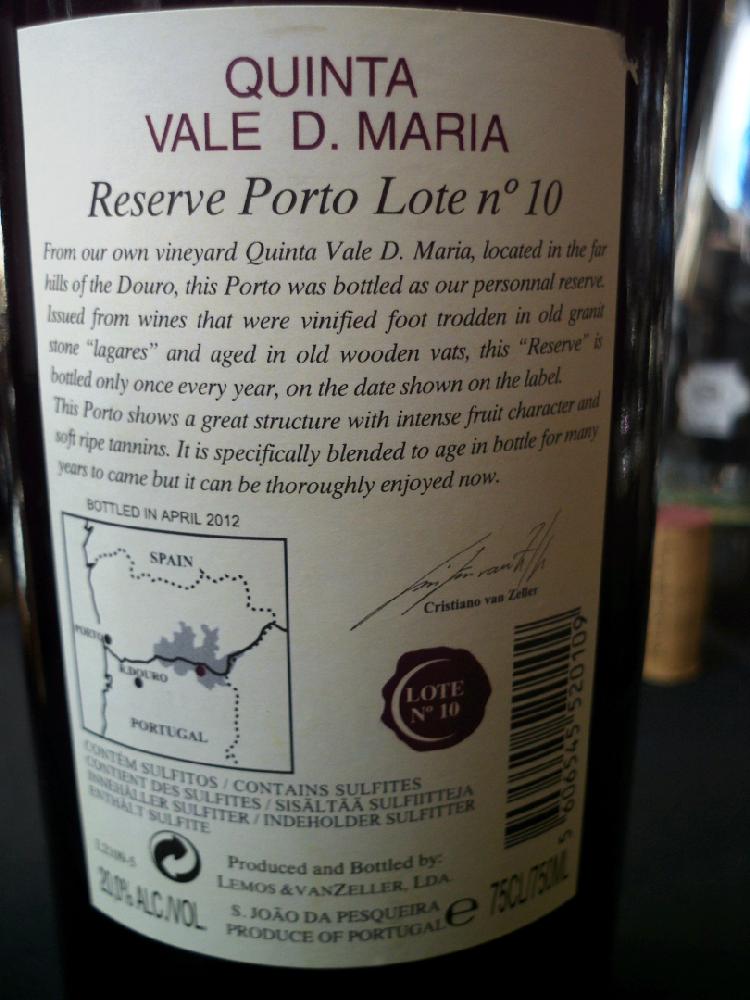 QUINTA
VALE D. MARIA
Reserve Porto Lote nº 10
From our own vineyard Quinta Vale D. Maria, located in the far
hills of the Douro, this Porto was bottled as our personnal reserve.
Issued from wines that were vinified foot trodden in old granit
stone “lagares” and aged in old wooden vats, this “Reserve” is
bottled only once every year, on the date shown on the label.
This Porto shows a great structure with intense fruit character and
soft ripe tannins. It is specifically blended to age in bottle for many
years to came but it can be thoroughly enjoyed now.
BOTTLED IN APRIL 2012
SPAIN
PORTO
R.DOURO
PORTUGAL
Cristiano van Zeller
LOTE
Nº 10
5 606545 520109
CONTÉM SULFITOS / CONTAINS SULFITES
CONTIENT DES SULFITES / SISÄLTÄÄ SULFIITTEJA
INNEHÅLLER SULFITER / INDEHOLDER SULFITTER
ENTHÄLT SULFITE
20,0% ALC./VOL
Produced and Bottled by:
LEMOS & VANZELLER, LDA
S. JOÃO DA PESQUEIRA
PRODUCE OF PORTUGAL
e
75CL/750ML